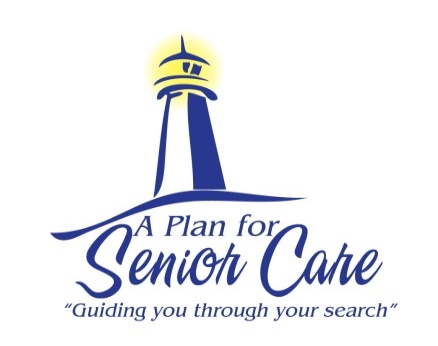 A Plan for
Senior Care
“Guiding you through your search”